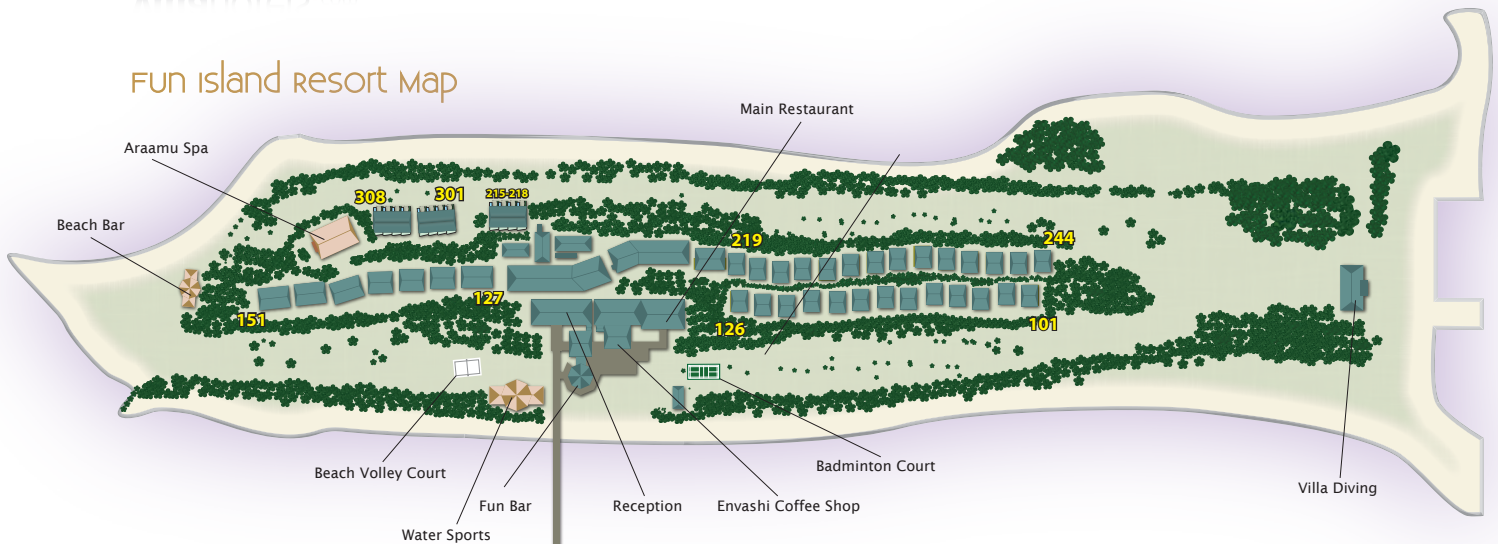 Fun Island Resort Map
Main Restaurant
Araamu Spa
308
301
215-218
Beach Bar
219
244
127
151
126
101
Beach Volley Court
Badminton Court
Villa Diving
Fun Bar
Reception
Envashi Coffee Shop
Water Sports